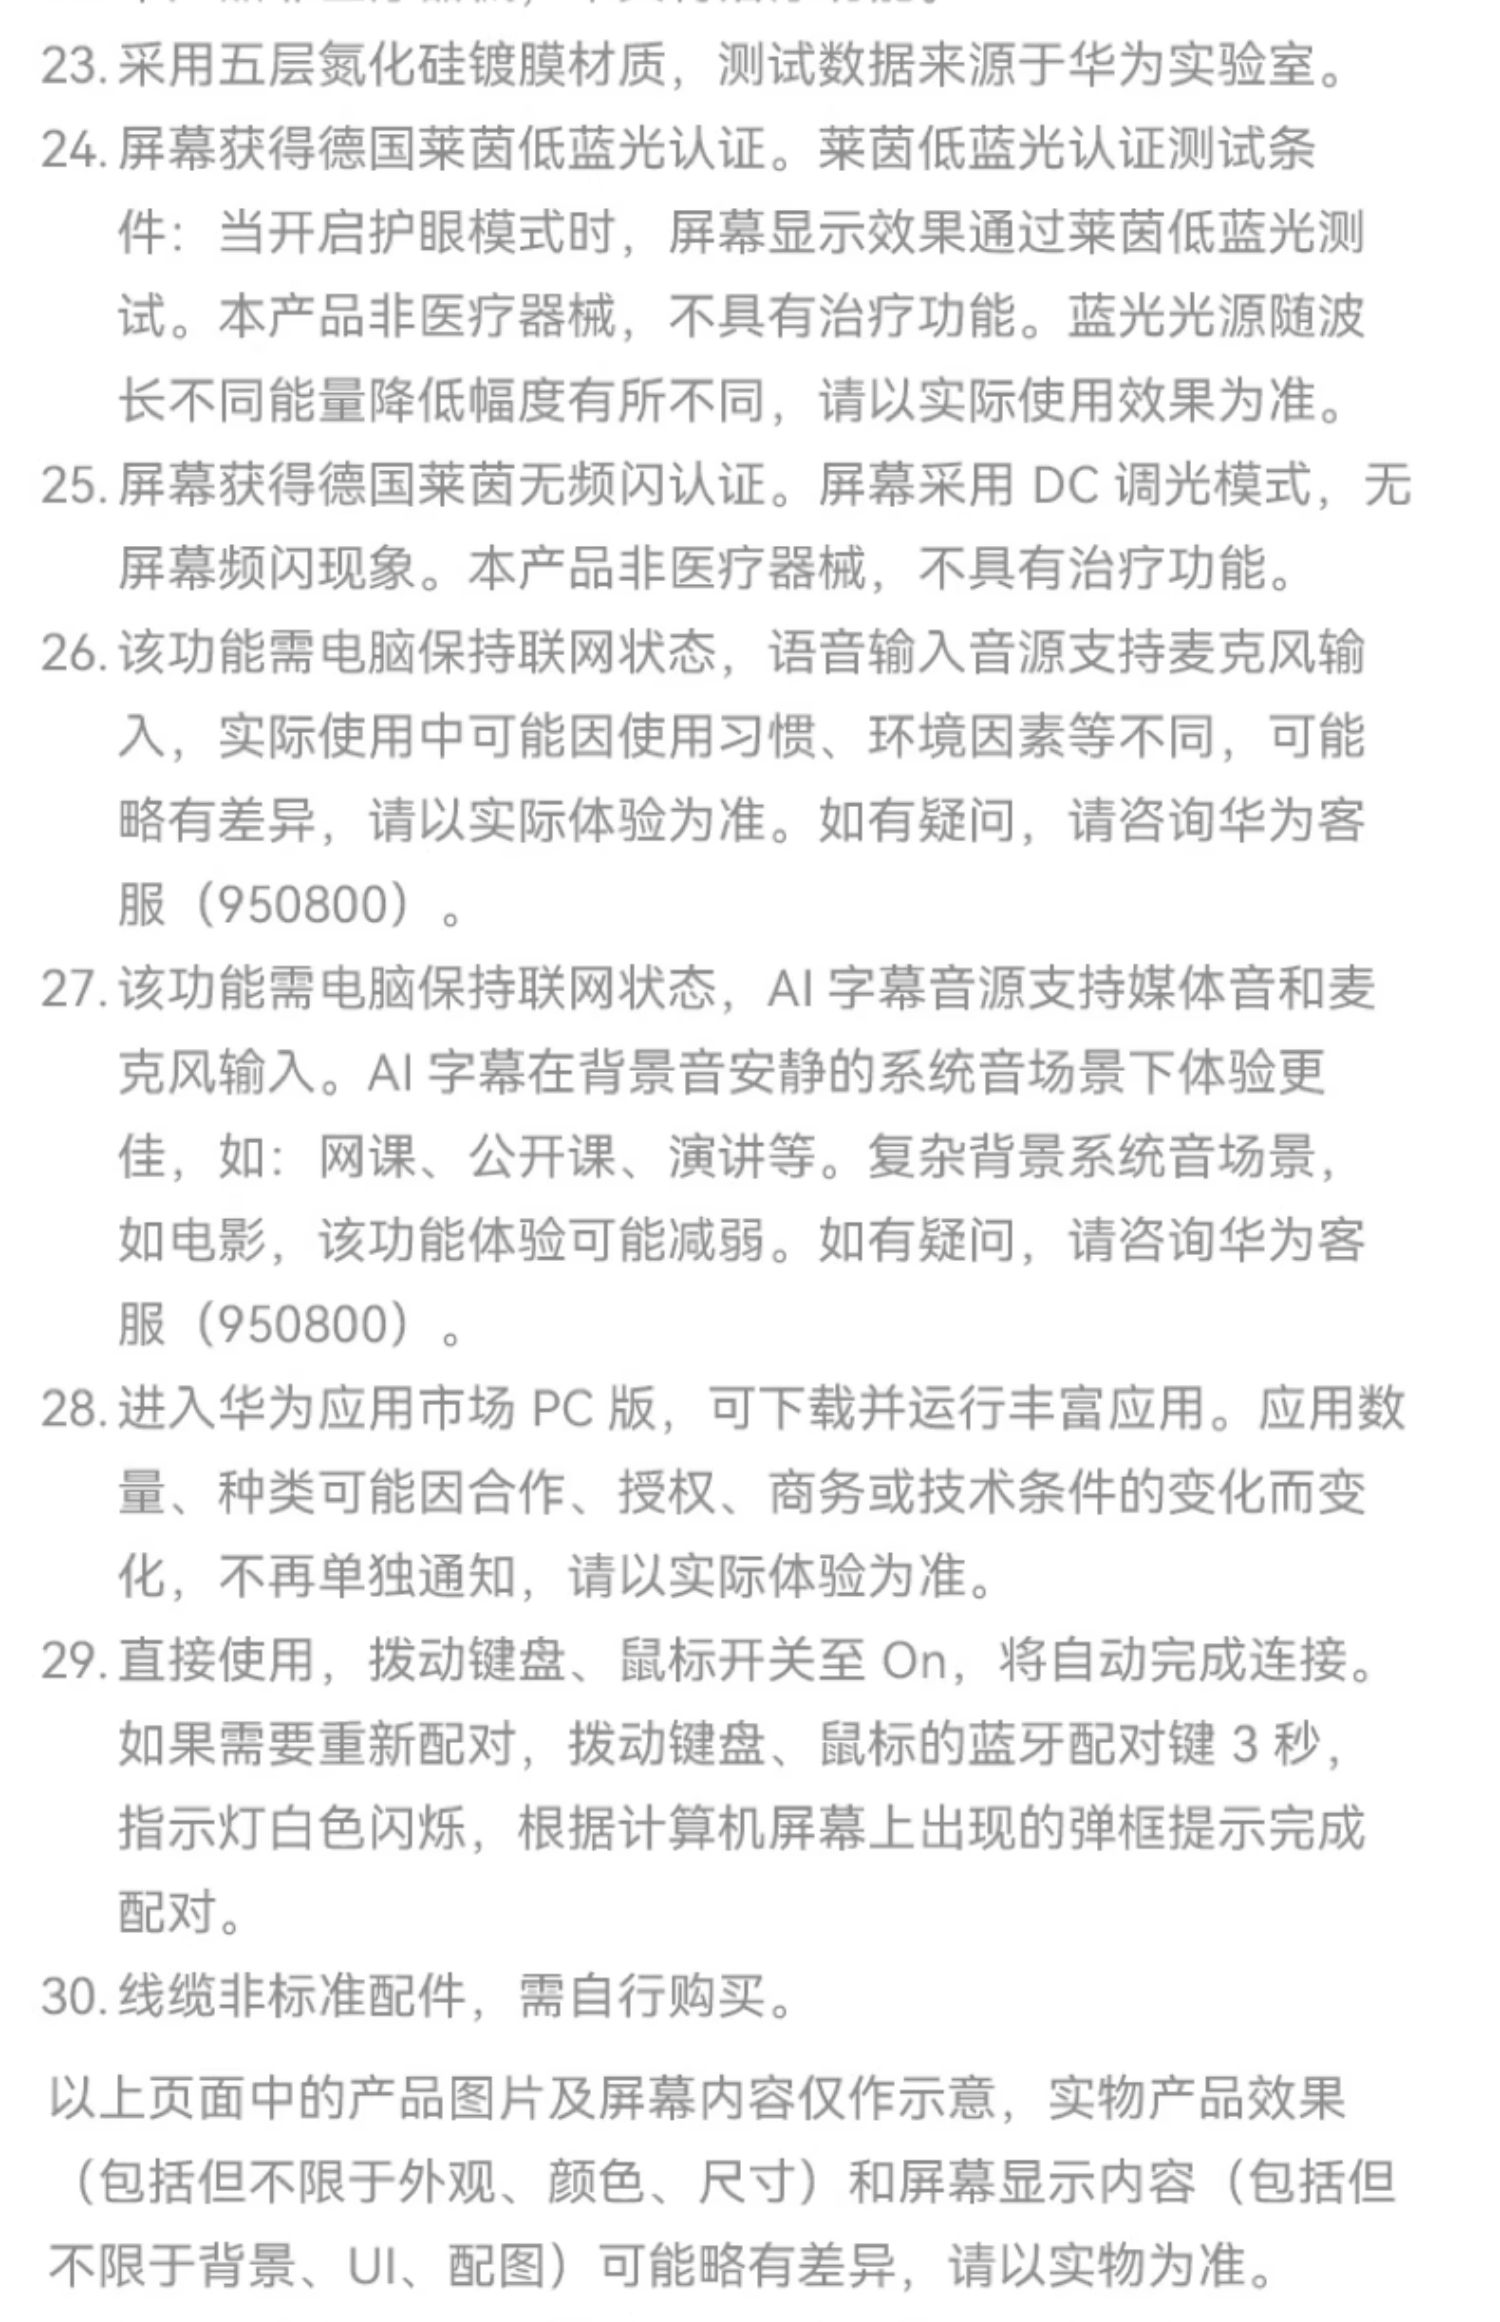 23. 采用五层氮化硅镀膜材质，测试数据来源于华为实验室。
24. 屏幕获得德国莱茵低蓝光认证。莱茵低蓝光认证测试条
件：当开启护眼模式时，屏幕显示效果通过莱茵低蓝光测
试。本产品非医疗器械，不具有治疗功能。蓝光光源随波
长不同能量降低幅度有所不同，请以实际使用效果为准。
25. 屏幕获得德国莱茵无频闪认证。屏幕采用 DC 调光模式，无
屏幕频闪现象。本产品非医疗器械，不具有治疗功能。
26. 该功能需电脑保持联网状态，语音输入音源支持麦克风输
入，实际使用中可能因使用习惯、环境因素等不同，可能
略有差异，请以实际体验为准。如有疑问，请咨询华为客
服（950800）。
27. 该功能需电脑保持联网状态，AI 字幕音源支持媒体音和麦
克风输入。AI 字幕在背景音安静的系统音场景下体验更
佳，如：网课、公开课、演讲等。复杂背景系统音场景，
如电影，该功能体验可能减弱。如有疑问，请咨询华为客
服（950800）。
28. 进入华为应用市场 PC 版，可下载并运行丰富应用。应用数
量、种类可能因合作、授权、商务或技术条件的变化而变
化，不再单独通知，请以实际体验为准。
29. 直接使用，拨动键盘、鼠标开关至 On，将自动完成连接。
如果需要重新配对，拨动键盘、鼠标的蓝牙配对键 3 秒，
指示灯白色闪烁，根据计算机屏幕上出现的弹框提示完成
配对。
30. 线缆非标准配件，需自行购买。
以上页面中的产品图片及屏幕内容仅作示意，实物产品效果
（包括但不限于外观、颜色、尺寸）和屏幕显示内容（包括但
不限于背景、UI、配图）可能略有差异，请以实物为准。